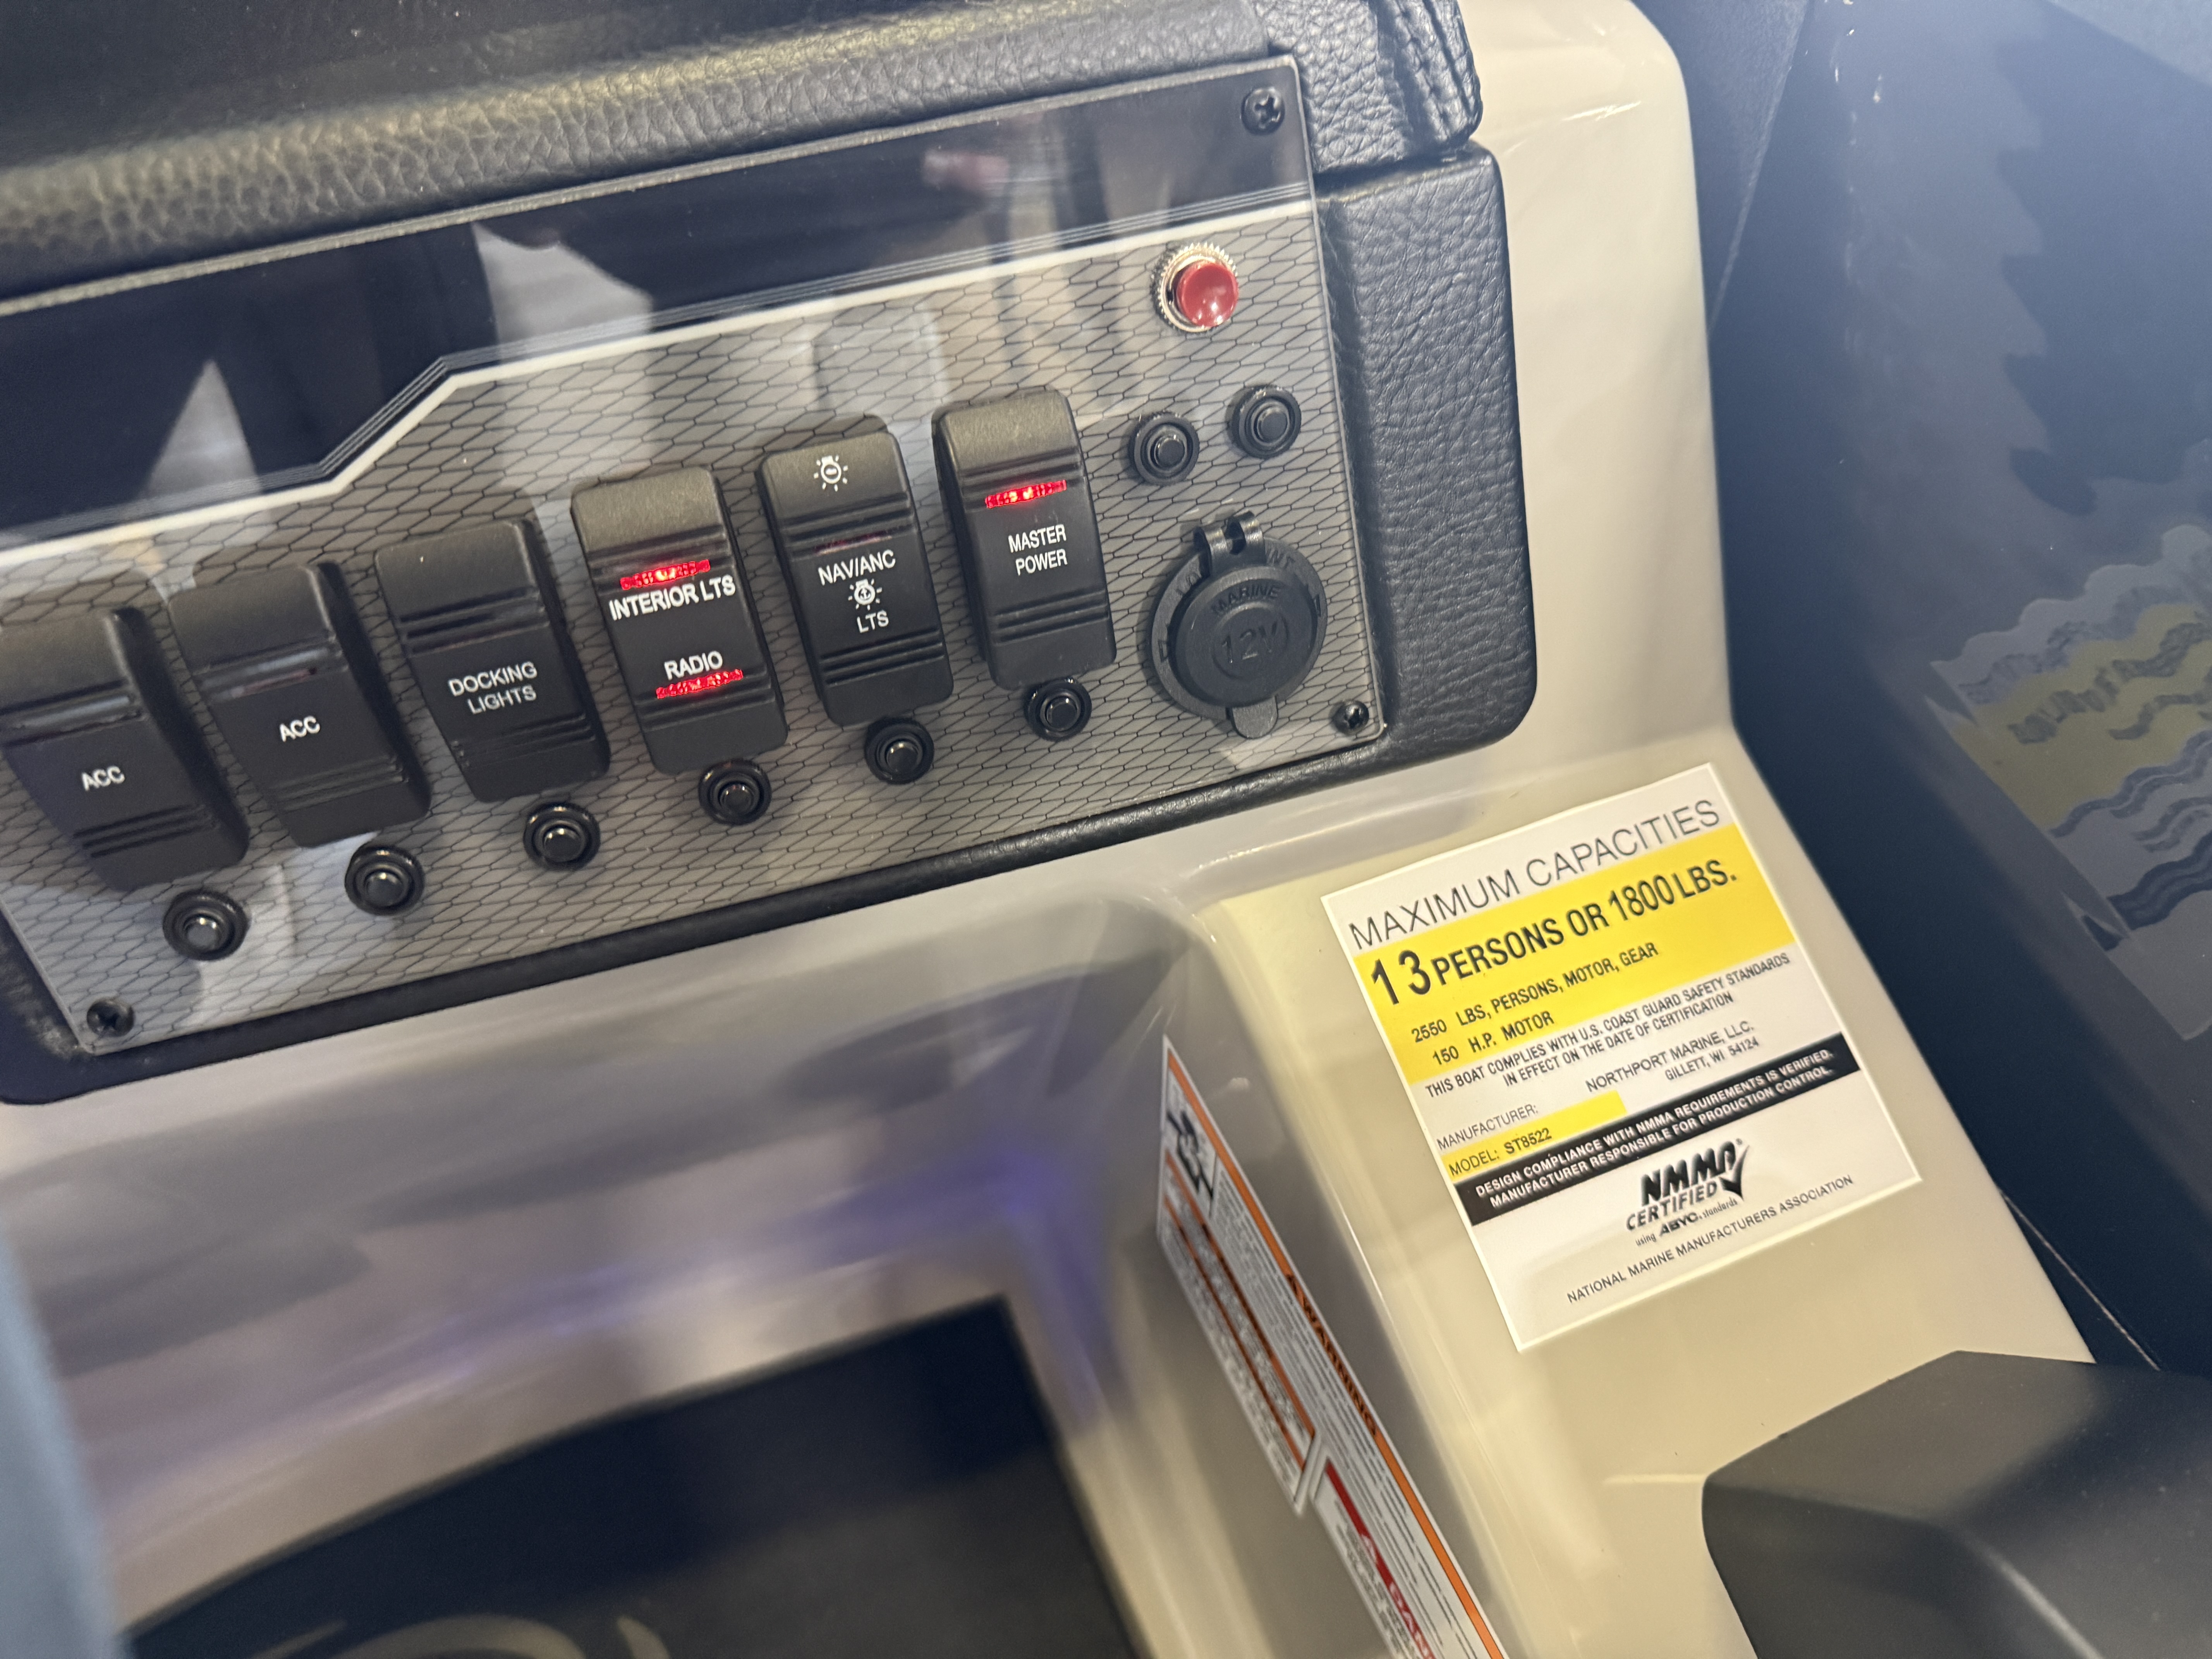 INTERIOR LTS
RADIO
NAV/ANC
LTS
MASTER
POWER
DOCKING
LIGHTS
ACC
ACC
MARINE
12V
MAXIMUM CAPACITIES
13 PERSONS OR 1800 LBS.
2550 LBS, PERSONS, MOTOR, GEAR
150 H.P. MOTOR
THIS BOAT COMPLIES WITH U.S. COAST GUARD SAFETY STANDARDS
IN EFFECT ON THE DATE OF CERTIFICATION
NORTHPORT MARINE, LLC.
GILLETT, WI 54124
MANUFACTURER:
MODEL: ST8522
DESIGN COMPLIANCE WITH NMMA REQUIREMENTS IS VERIFIED.
MANUFACTURER RESPONSIBLE FOR PRODUCTION CONTROL.
NMMA
CERTIFIED
using ABYC standards
NATIONAL MARINE MANUFACTURERS ASSOCIATION
WARNING